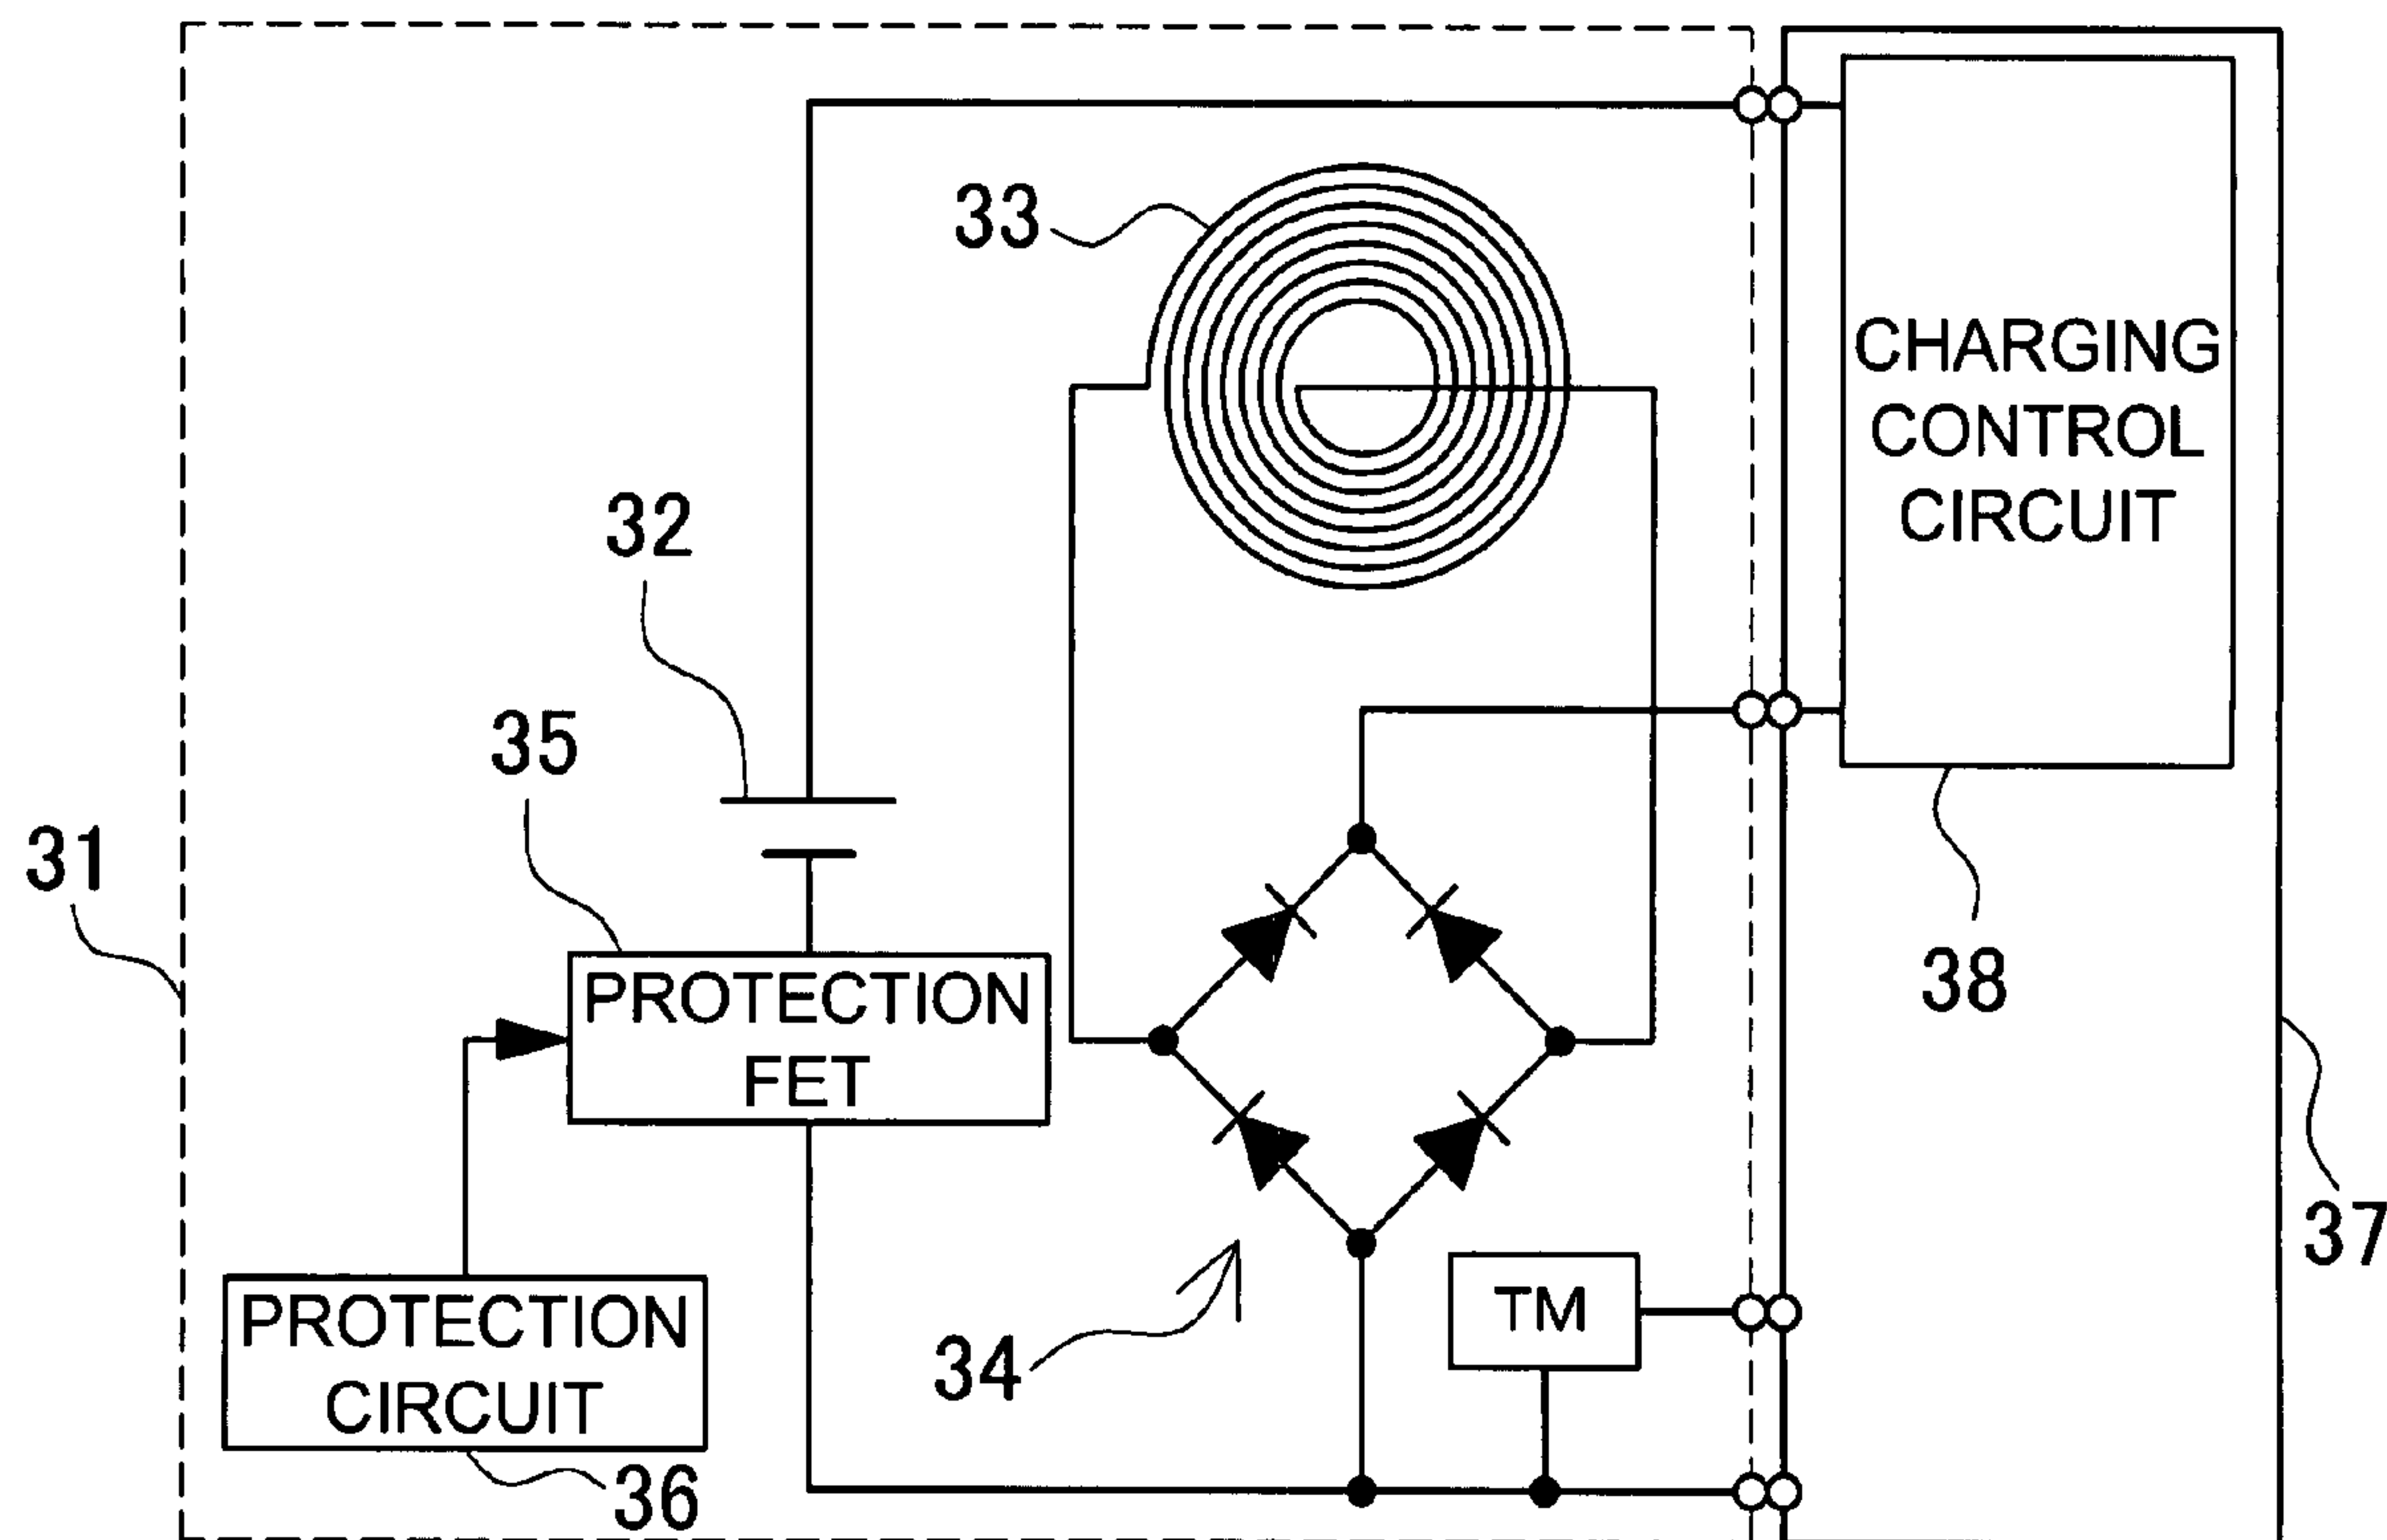 33
CHARGING
CONTROL
CIRCUIT
32
35
31
38
PROTECTION
FET
37
34
TM
PROTECTION
CIRCUIT
36